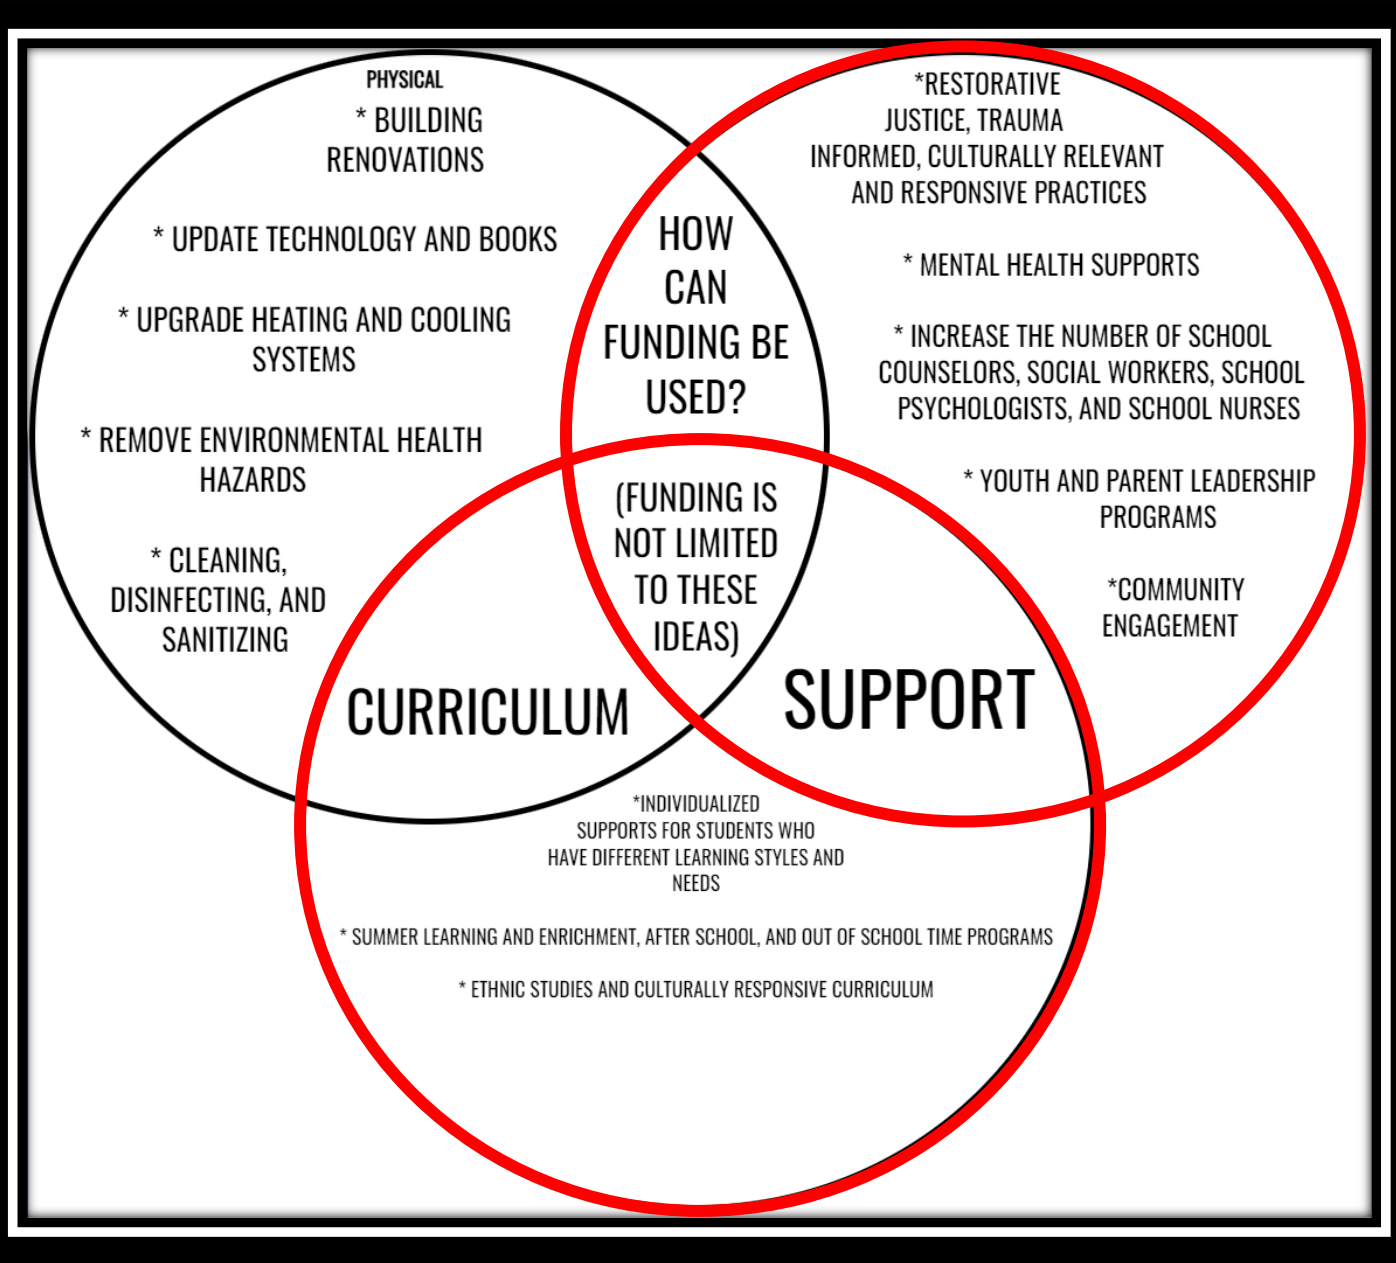 PHYSICAL
* BUILDING
RENOVATIONS
* UPDATE TECHNOLOGY AND BOOKS
* UPGRADE HEATING AND COOLING
SYSTEMS
* REMOVE ENVIRONMENTAL HEALTH
HAZARDS
* CLEANING,
DISINFECTING, AND
SANITIZING
HOW
CAN
FUNDING BE
USED?
(FUNDING IS
NOT LIMITED
TO THESE
IDEAS)
*RESTORATIVE
JUSTICE, TRAUMA
INFORMED, CULTURALLY RELEVANT
AND RESPONSIVE PRACTICES
* MENTAL HEALTH SUPPORTS
* INCREASE THE NUMBER OF SCHOOL
COUNSELORS, SOCIAL WORKERS, SCHOOL
PSYCHOLOGISTS, AND SCHOOL NURSES
* YOUTH AND PARENT LEADERSHIP
PROGRAMS
*COMMUNITY
ENGAGEMENT
CURRICULUM
SUPPORT
*INDIVIDUALIZED
SUPPORTS FOR STUDENTS WHO
HAVE DIFFERENT LEARNING STYLES AND
NEEDS
* SUMMER LEARNING AND ENRICHMENT, AFTER SCHOOL, AND OUT OF SCHOOL TIME PROGRAMS
* ETHNIC STUDIES AND CULTURALLY RESPONSIVE CURRICULUM